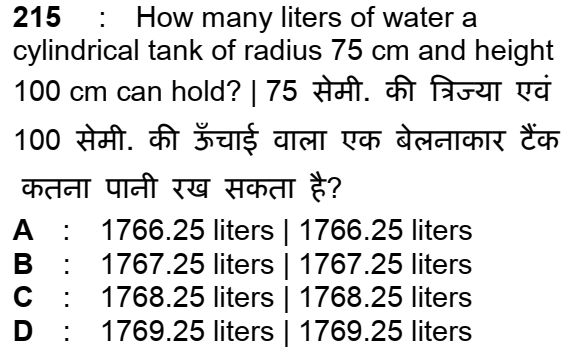 215 : How many liters of water a
cylindrical tank of radius 75 cm and height
100 cm can hold? | 75 सेमी. की त्रिज्या एवं
100 सेमी. की ऊँचाई वाला एक बेलनाकार टैंक
कतना पानी रख सकता है?
A : 1766.25 liters | 1766.25 liters
B : 1767.25 liters | 1767.25 liters
C : 1768.25 liters | 1768.25 liters
D : 1769.25 liters | 1769.25 liters